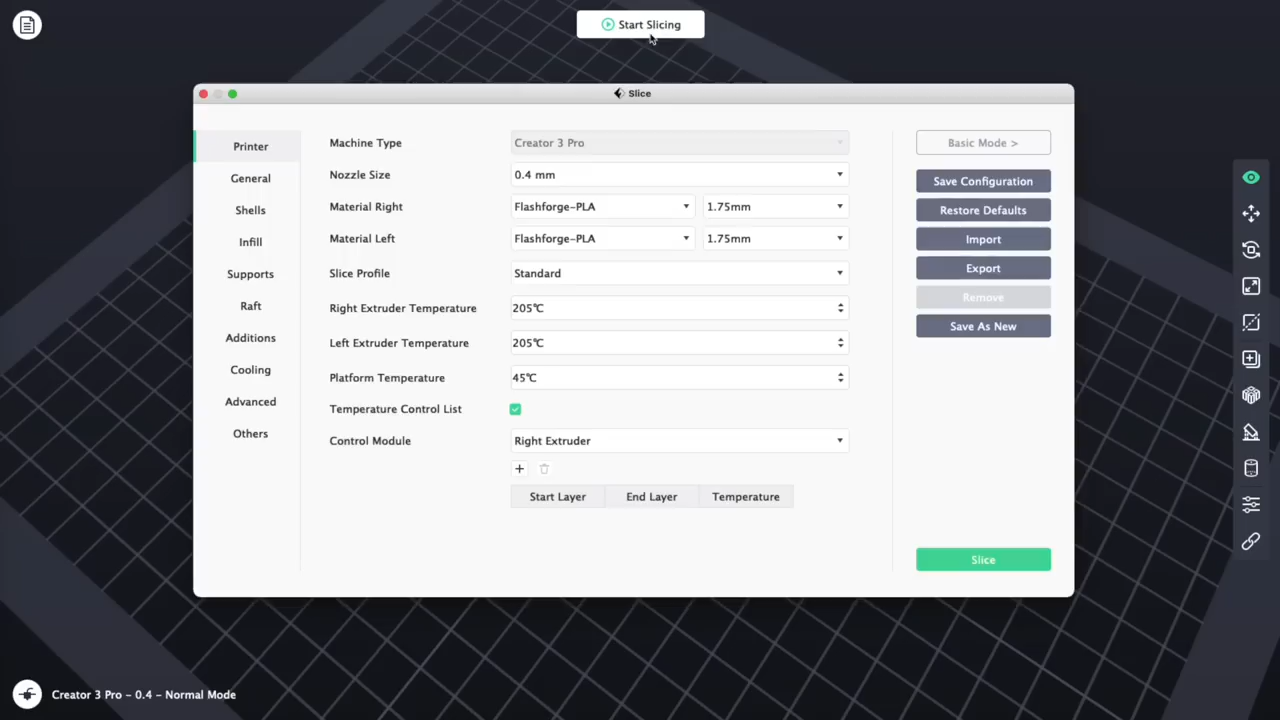 Start Slicing
Slice
Printer
General
Shells
Infill
Supports
Raft
Additions
Cooling
Advanced
Others
Machine Type Creator 3 Pro
Nozzle Size 0.4 mm
Material Right Flashforge-PLA 1.75mm
Material Left Flashforge-PLA 1.75mm
Slice Profile Standard
Right Extruder Temperature 205℃
Left Extruder Temperature 205℃
Platform Temperature 45℃
Temperature Control List
Control Module Right Extruder
Start Layer End Layer Temperature
Basic Mode >
Save Configuration
Restore Defaults
Import
Export
Remove
Save As New
Slice
Creator 3 Pro - 0.4 - Normal Mode